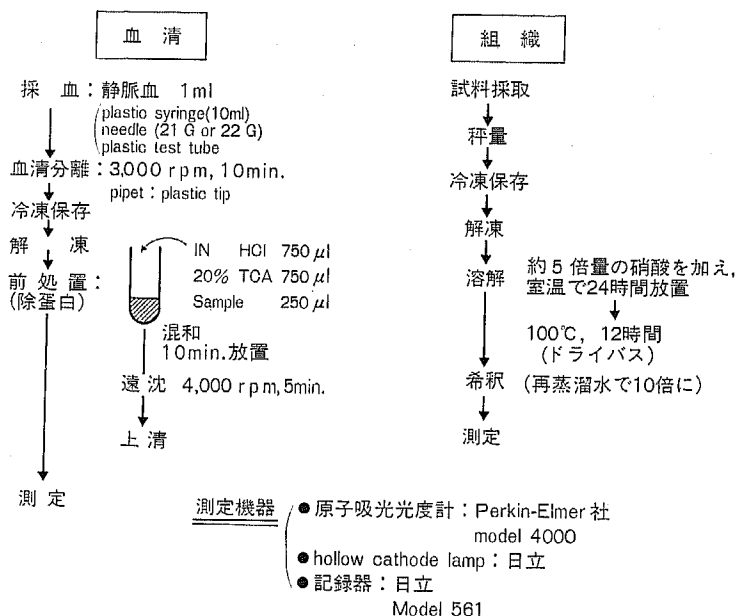 血 清
採 血：静脈血 1ml
plastic syringe(10ml)
needle (21 G or 22 G)
plastic test tube
血清分離：3,000 rpm, 10min.
pipet：plastic tip
冷凍保存
解 凍
前 処 置：
(除蛋白)
IN HCl 750 μl
20% TCA 750 μl
Sample 250 μl
混和
10min. 放置
遠 沈 4,000 rpm, 5min.
上 清
測 定
組 織
試料採取
秤量
冷凍保存
解凍
溶解
約 5 倍量の硝酸を加え,
室温で24時間放置
100℃, 12時間
(ドライバス)
希釈 (再蒸溜水で10倍に)
測定
測定機器
●原子吸光光度計：Perkin-Elmer 社
model 4000
●hollow cathode lamp：日立
●記録器：日立
Model 561